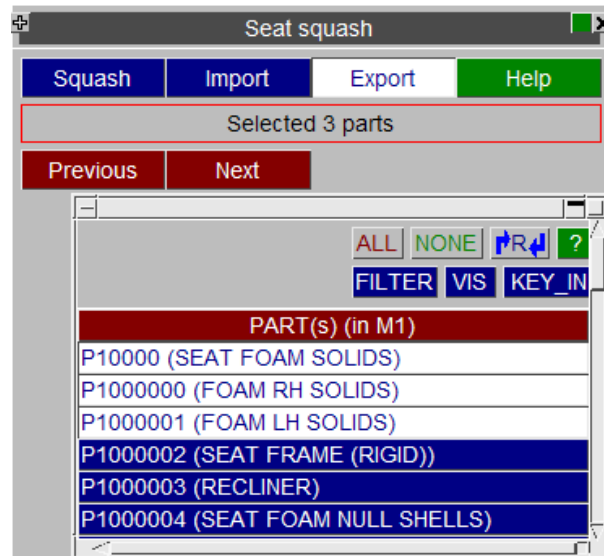 Seat squash
Squash Import Export Help
Selected 3 parts
Previous Next
ALL NONE R ?
FILTER VIS KEY_IN
PART(s) (in M1)
P10000 (SEAT FOAM SOLIDS)
P1000000 (FOAM RH SOLIDS)
P1000001 (FOAM LH SOLIDS)
P1000002 (SEAT FRAME (RIGID))
P1000003 (RECLINER)
P1000004 (SEAT FOAM NULL SHELLS)